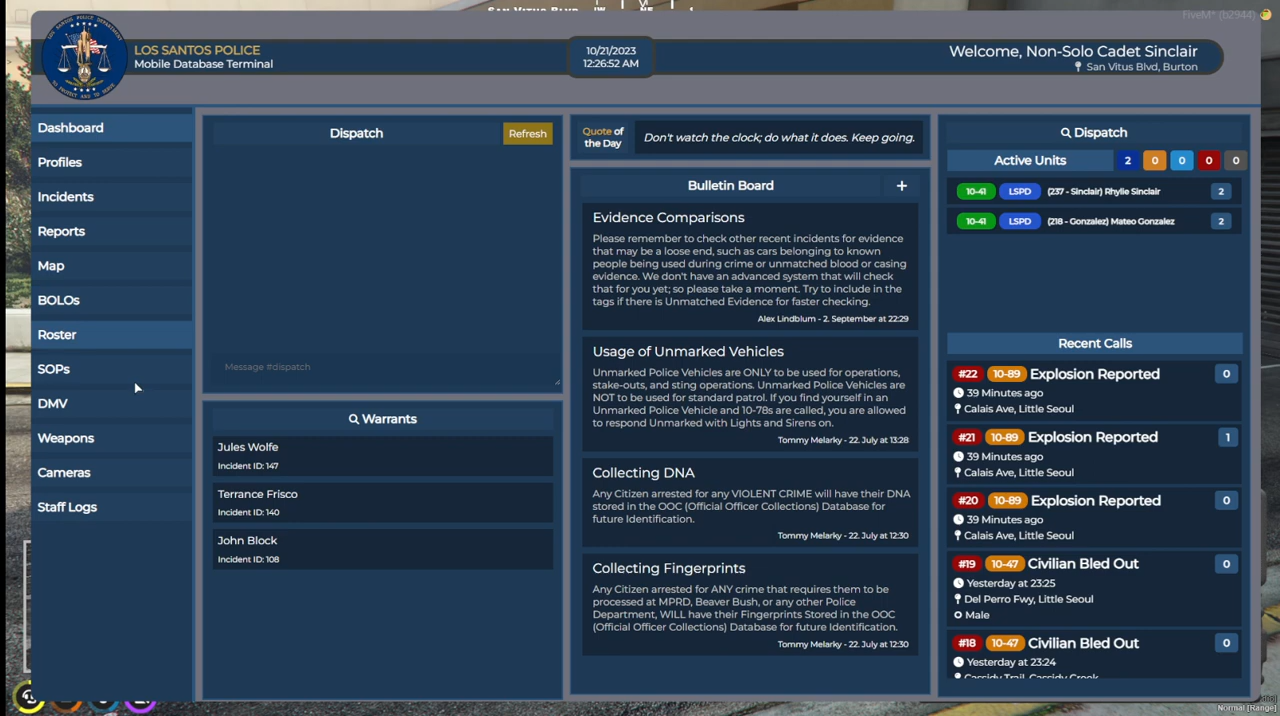 San Vitus Blvd
NE
FiveM* (b2944)
LOS SANTOS POLICE
Mobile Database Terminal
10/21/2023
12:26:52 AM
Welcome, Non-Solo Cadet Sinclair
San Vitus Blvd, Burton
Dashboard
Profiles
Incidents
Reports
Map
BOLOs
Roster
SOPs
DMV
Weapons
Cameras
Staff Logs
Dispatch
Refresh
Message #dispatch
Warrants
Jules Wolfe
Incident ID: 147
Terrance Frisco
Incident ID: 140
John Block
Incident ID: 108
Quote of
the Day
Don't watch the clock; do what it does. Keep going.
Bulletin Board +
Evidence Comparisons
Please remember to check other recent incidents for evidence
that may be a loose end, such as cars belonging to known
people being used during crime or unmatched blood or casing
evidence. We don't have an advanced system that will check
that for you yet; so please take a moment. Try to include in the
tags if there is Unmatched Evidence for faster checking.
Alex Lindblum - 2. September at 22:29
Usage of Unmarked Vehicles
Unmarked Police Vehicles are ONLY to be used for operations,
stake-outs, and sting operations. Unmarked Police Vehicles are
NOT to be used for standard patrol. If you find yourself in an
Unmarked Police Vehicle and 10-78s are called, you are allowed
to respond Unmarked with Lights and Sirens on.
Tommy Melarky - 22. July at 13:28
Collecting DNA
Any Citizen arrested for any VIOLENT CRIME will have their DNA
stored in the OOC (Official Officer Collections) Database for
future Identification.
Tommy Melarky - 22. July at 12:30
Collecting Fingerprints
Any Citizen arrested for ANY crime that requires them to be
processed at MPRD, Beaver Bush, or any other Police
Department, WILL have their Fingerprints Stored in the OOC
(Official Officer Collections) Database for future Identification.
Tommy Melarky - 22. July at 12:30
Dispatch
Active Units 2 0 0 0 0
10-41 LSPD (237 - Sinclair) Rhylie Sinclair 2
10-41 LSPD (218 - Gonzalez) Mateo Gonzalez 2
Recent Calls
#22 10-89 Explosion Reported 0
39 Minutes ago
Calais Ave, Little Seoul
#21 10-89 Explosion Reported 1
39 Minutes ago
Calais Ave, Little Seoul
#20 10-89 Explosion Reported 0
39 Minutes ago
Calais Ave, Little Seoul
#19 10-47 Civilian Bled Out 0
Yesterday at 23:25
Del Perro Fwy, Little Seoul
Male
#18 10-47 Civilian Bled Out 0
Yesterday at 23:24
Cassidy Trail, Cassidy Creek
Normal [Range]